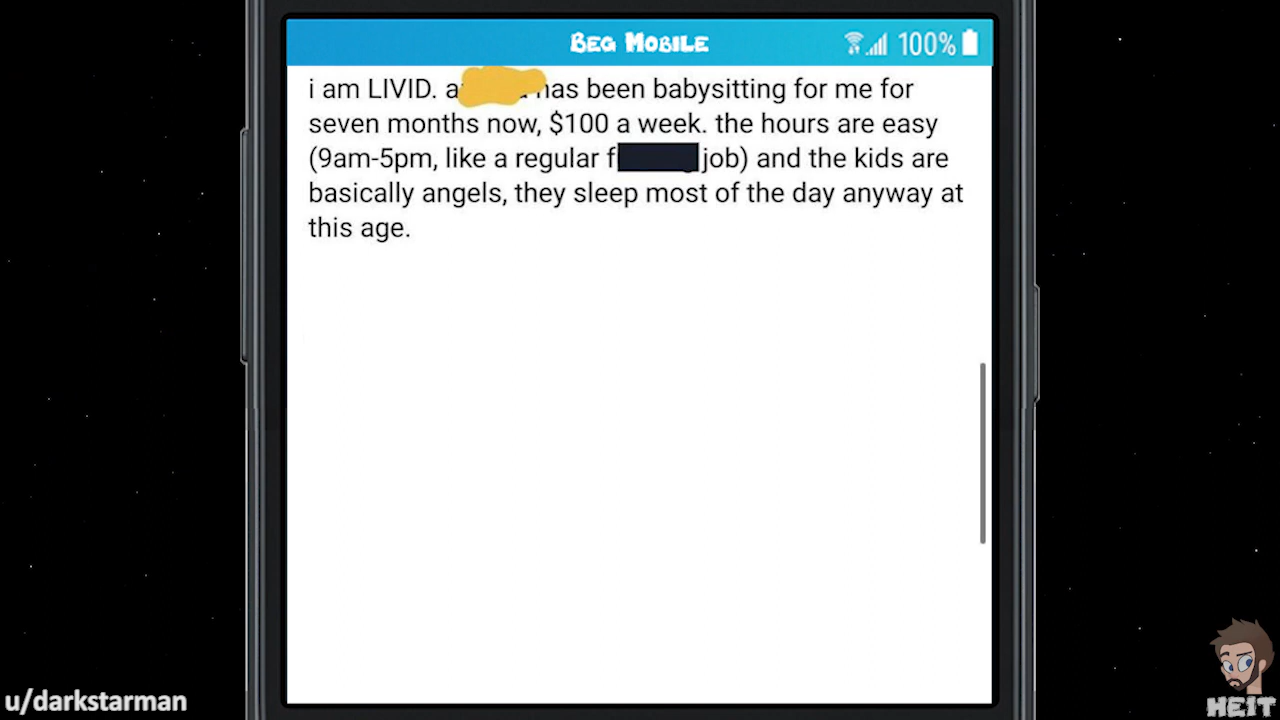 Beg Mobile
100%
i am LIVID. a has been babysitting for me for
seven months now, $100 a week. the hours are easy
(9am-5pm, like a regular f job) and the kids are
basically angels, they sleep most of the day anyway at
this age.
u/darkstarman
HEIT